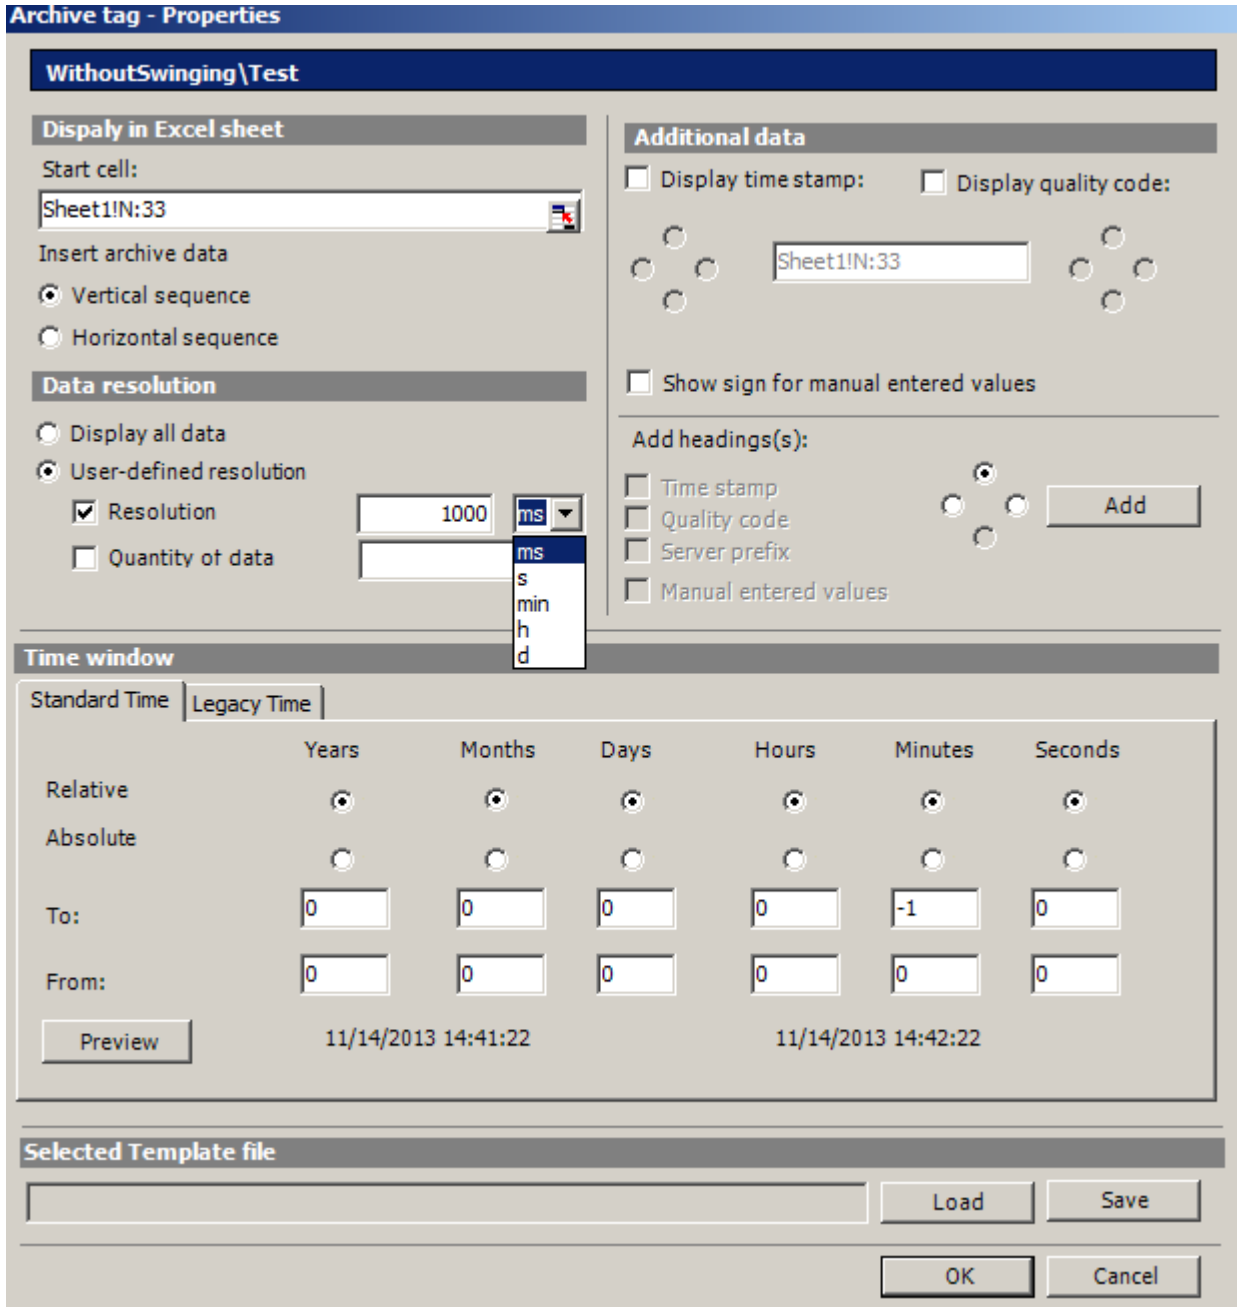 Archive tag - Properties
WithoutSwinging\Test
Dispaly in Excel sheet
Start cell:
Sheet1!N:33
Insert archive data
Vertical sequence
Horizontal sequence
Data resolution
Display all data
User-defined resolution
Resolution 1000 ms
Quantity of data
ms
s
min
h
d
Additional data
Display time stamp: Display quality code:
Sheet1!N:33
Show sign for manual entered values
Add headings(s):
Time stamp
Quality code
Server prefix
Manual entered values
Add
Time window
Standard Time Legacy Time
Years Months Days Hours Minutes Seconds
Relative
Absolute
To: 0 0 0 0 -1 0
From: 0 0 0 0 0 0
Preview 11/14/2013 14:41:22 11/14/2013 14:42:22
Selected Template file
Load Save
OK Cancel